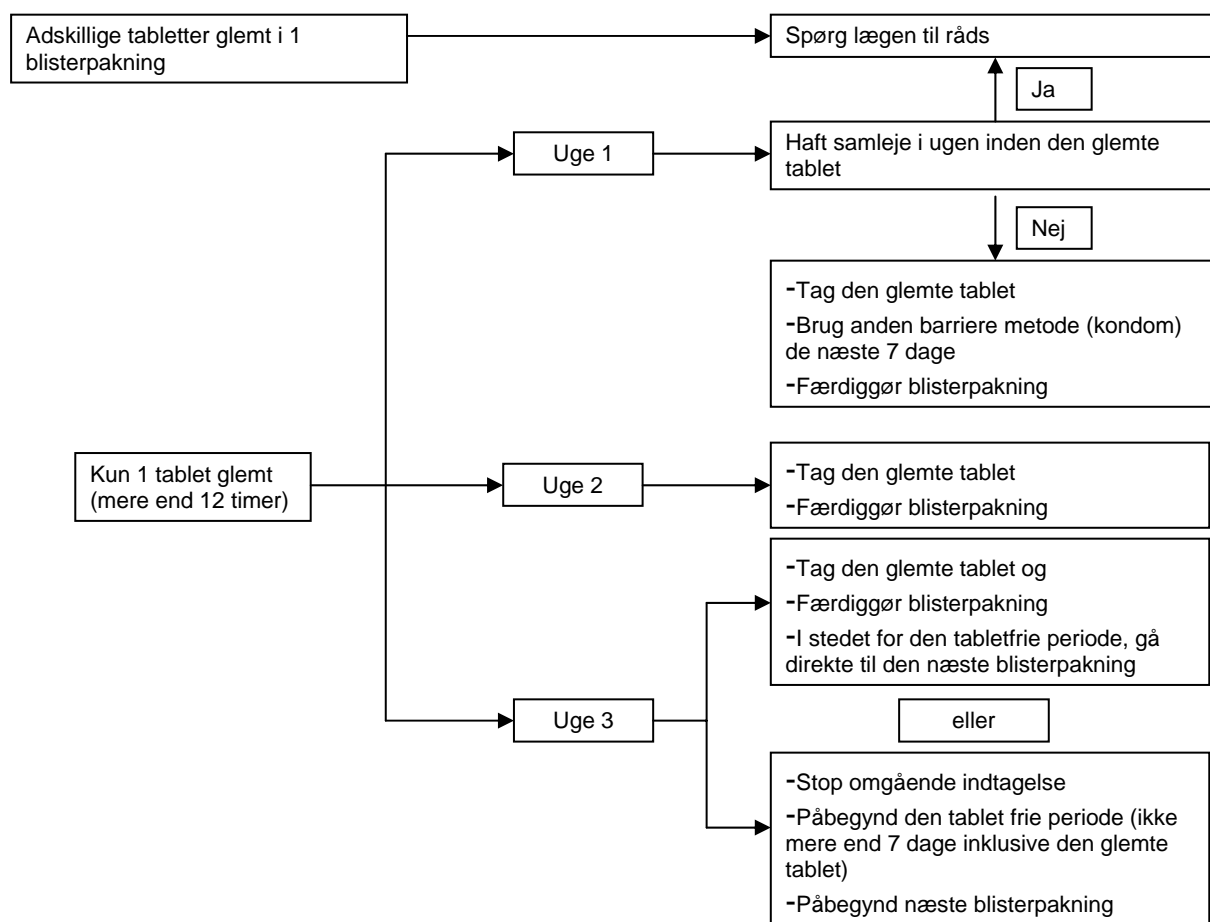 Adskillige tabletter glemt i 1
blisterpakning
Spørg lægen til råds
Ja
Uge 1
Haft samleje i ugen inden den glemte
tablet
Nej
-Tag den glemte tablet
-Brug anden barriere metode (kondom)
de næste 7 dage
-Færdiggør blisterpakning
Kun 1 tablet glemt
(mere end 12 timer)
Uge 2
-Tag den glemte tablet
-Færdiggør blisterpakning
Uge 3
-Tag den glemte tablet og
-Færdiggør blisterpakning
-I stedet for den tabletfrie periode, gå
direkte til den næste blisterpakning
eller
-Stop omgående indtagelse
-Påbegynd den tablet frie periode (ikke
mere end 7 dage inklusive den glemte
tablet)
-Påbegynd næste blisterpakning